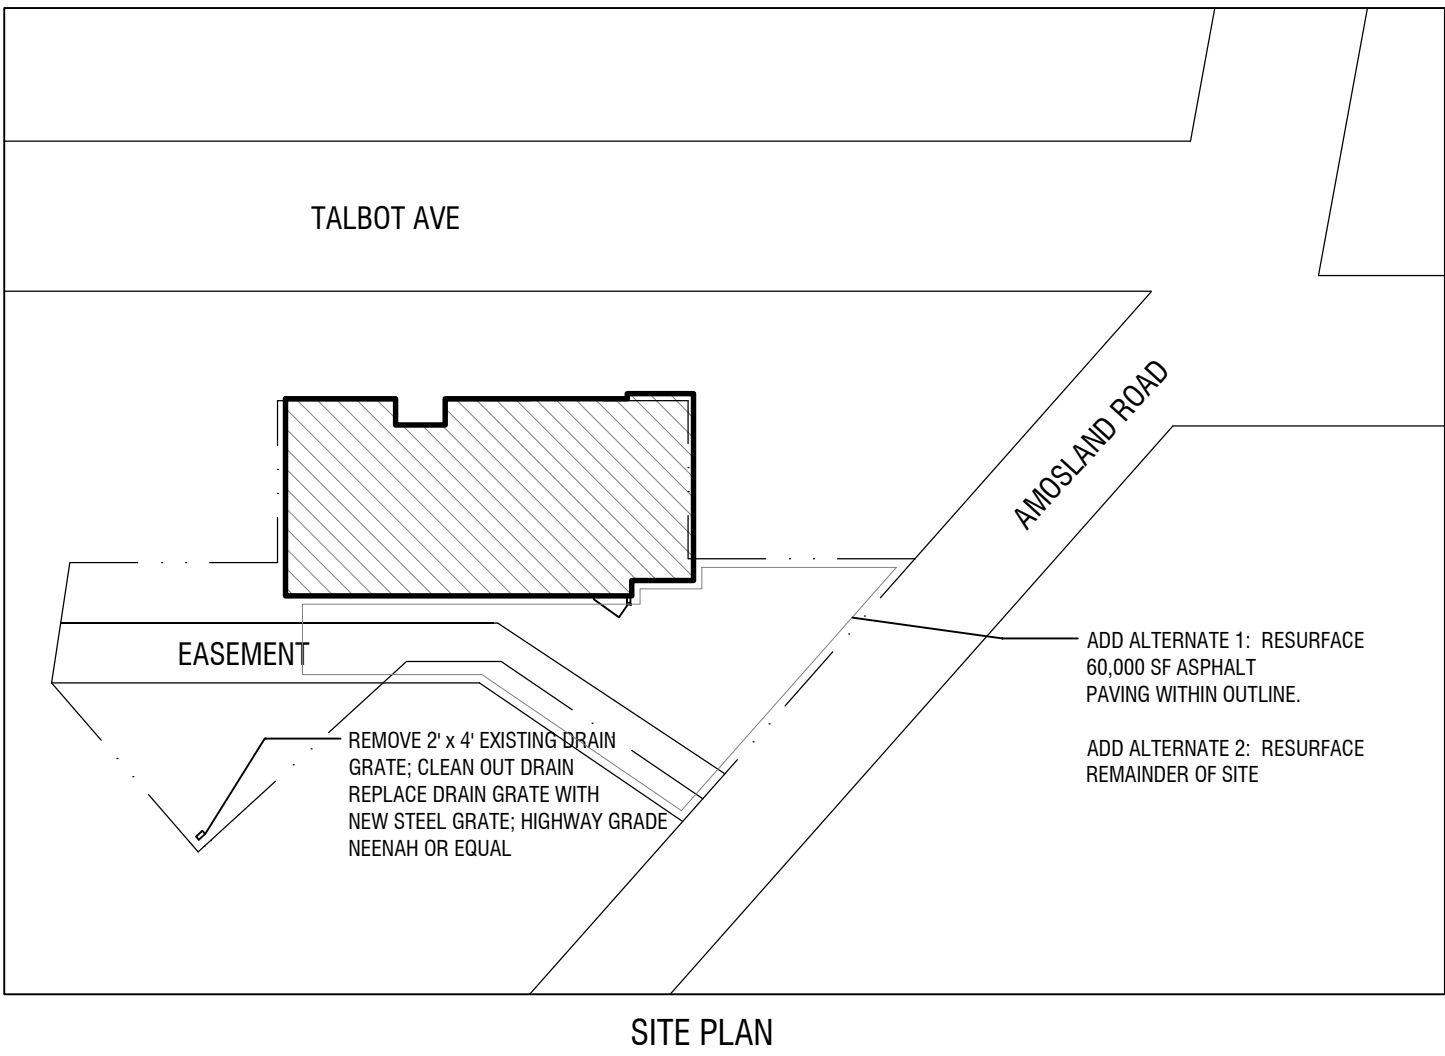 TALBOT AVE
AMOSLAND ROAD
EASEMENT
ADD ALTERNATE 1: RESURFACE
60,000 SF ASPHALT
PAVING WITHIN OUTLINE.
ADD ALTERNATE 2: RESURFACE
REMAINDER OF SITE
REMOVE 2' x 4' EXISTING DRAIN
GRATE; CLEAN OUT DRAIN
REPLACE DRAIN GRATE WITH
NEW STEEL GRATE; HIGHWAY GRADE
NEENAH OR EQUAL
SITE PLAN